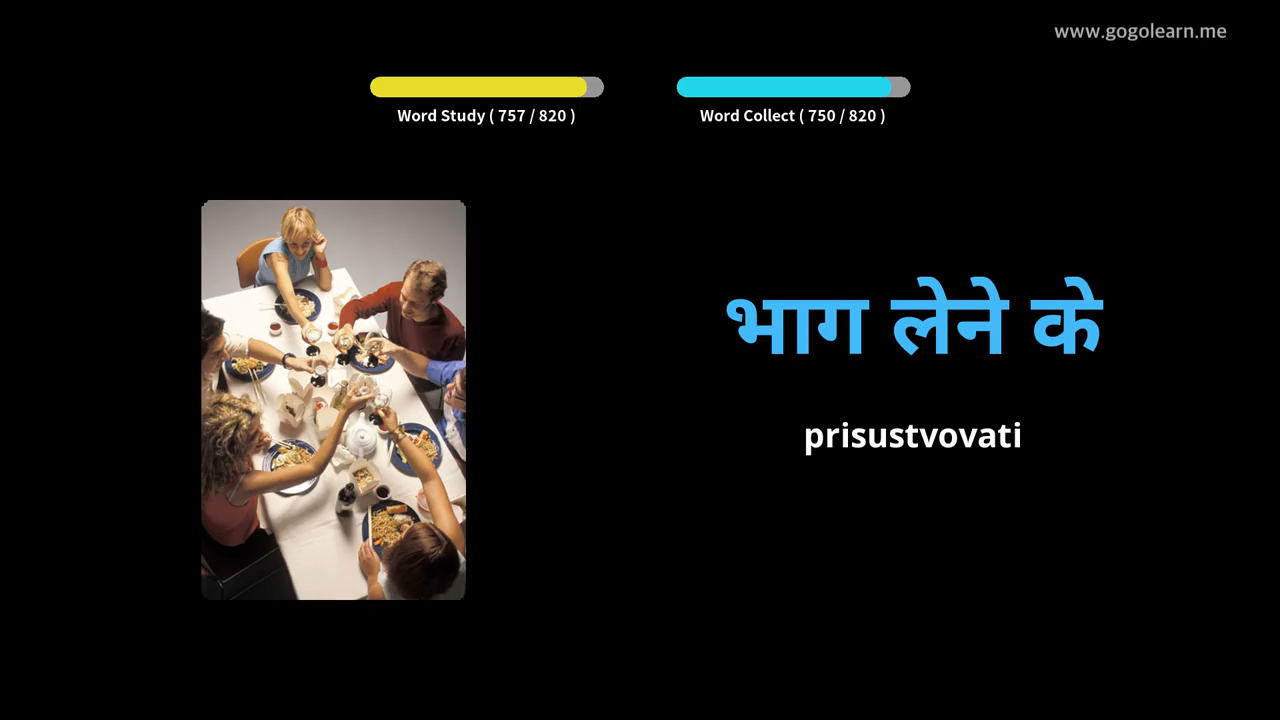 www.gogolearn.me
Word Study ( 757 / 820 )
Word Collect ( 750 / 820 )
भाग लेने के
prisustvovati